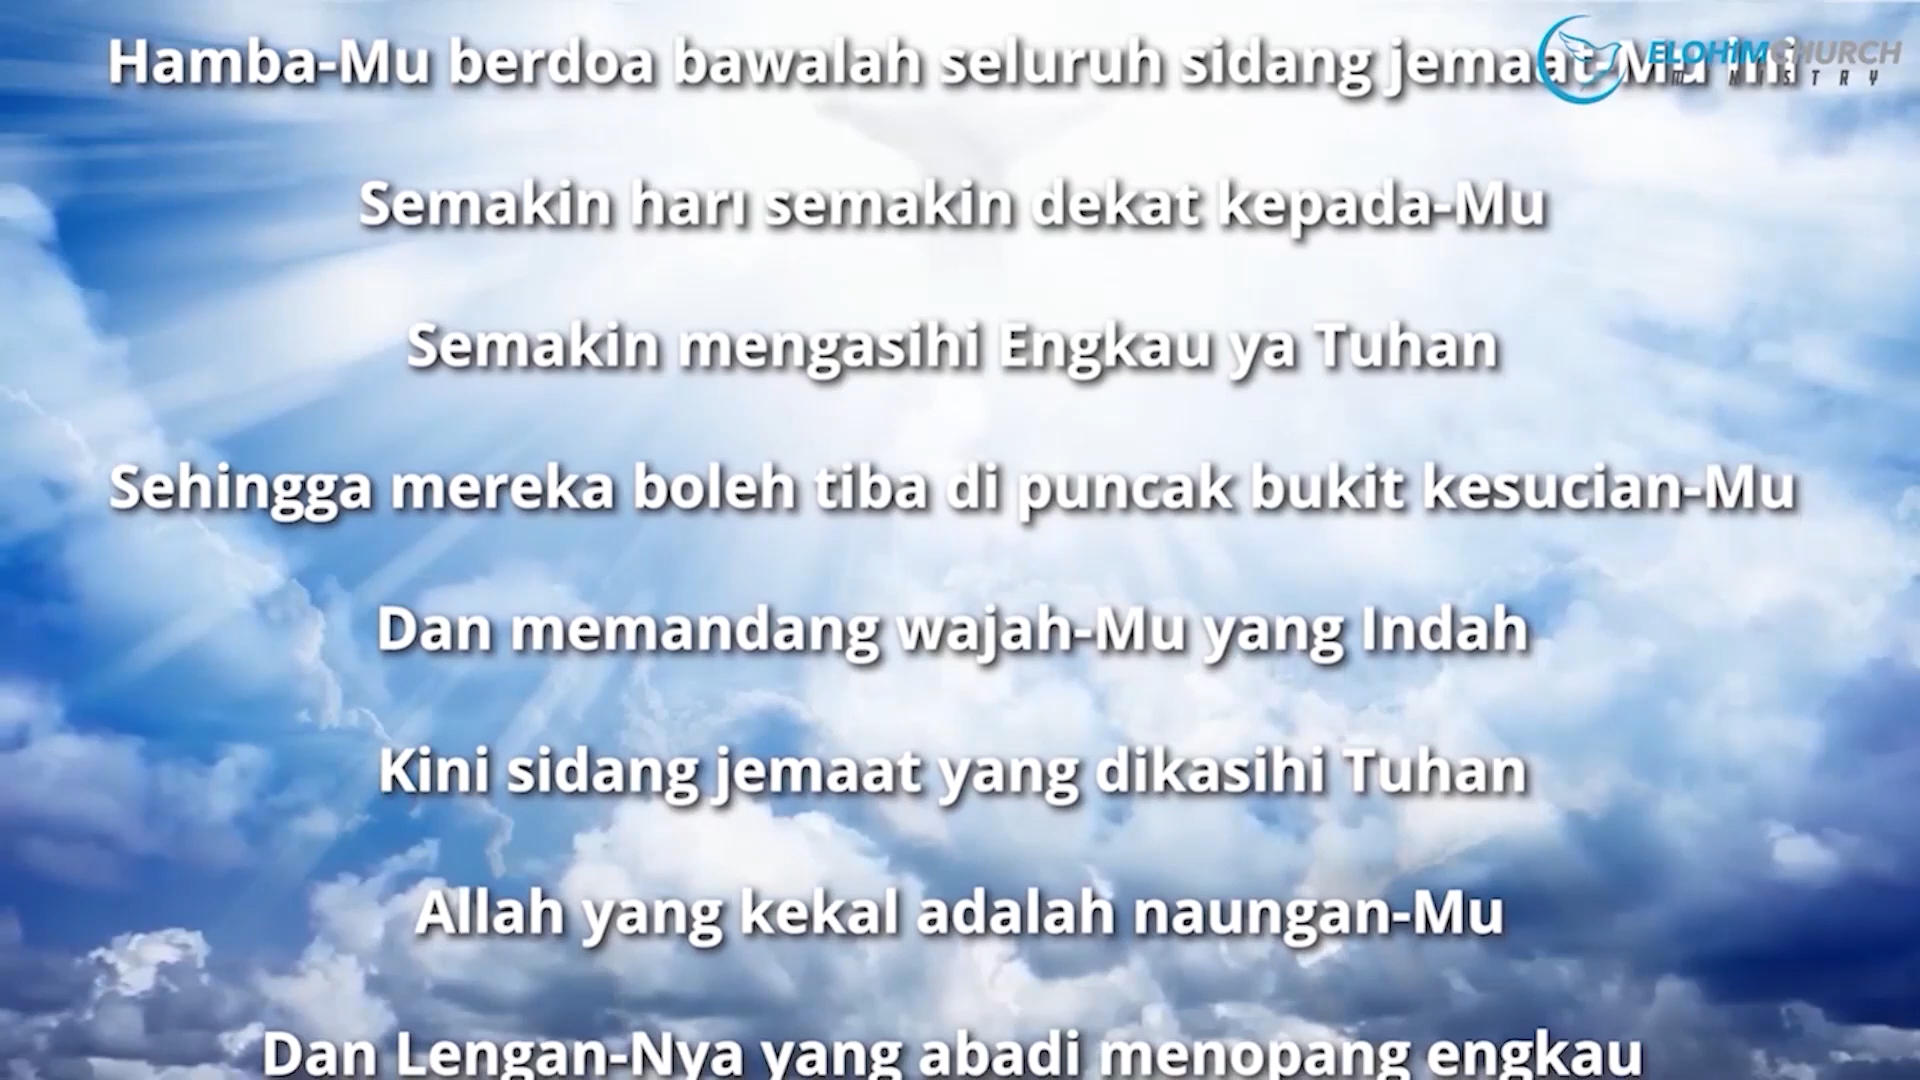 Hamba-Mu berdoa bawalah seluruh sidang jemaat-Mu ini
ELOHIMCHURCH
MINISTRY
Semakin hari semakin dekat kepada-Mu
Semakin mengasihi Engkau ya Tuhan
Sehingga mereka boleh tiba di puncak bukit kesucian-Mu
Dan memandang wajah-Mu yang Indah
Kini sidang jemaat yang dikasihi Tuhan
Allah yang kekal adalah naungan-Mu
Dan Lengan-Nya yang abadi menopang engkau